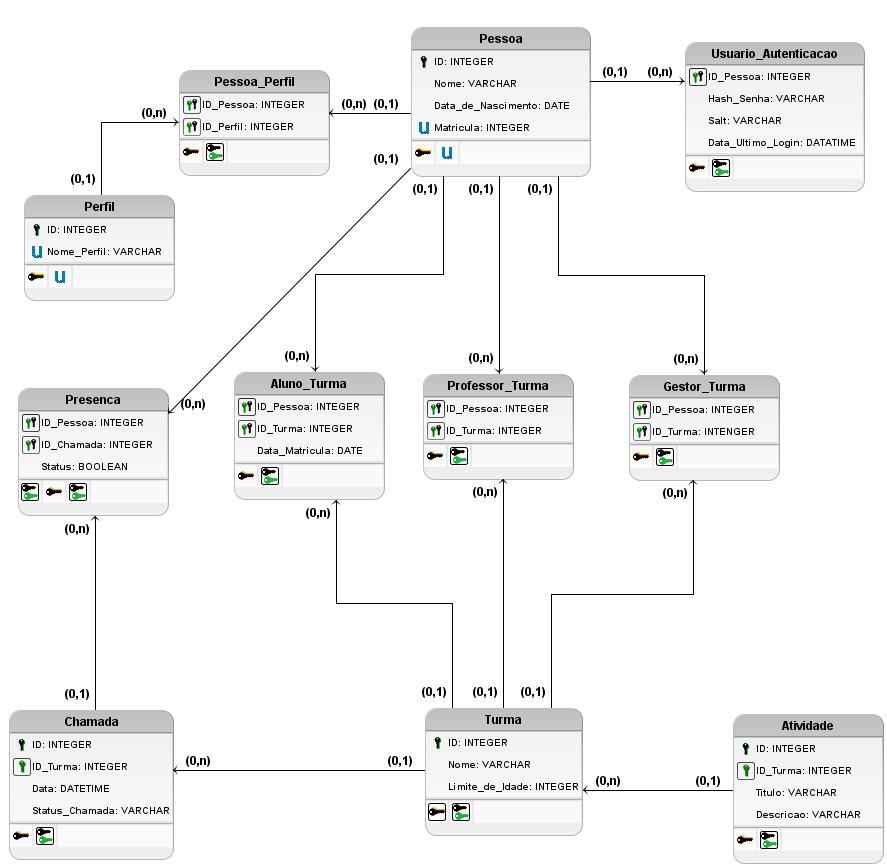 Pessoa
ID: INTEGER
Nome: VARCHAR
Data_de_Nascimento: DATE
U Matricula: INTEGER
U
Usuario_Autenticacao
ID_Pessoa: INTEGER
Hash_Senha: VARCHAR
Salt: VARCHAR
Data_Ultimo_Login: DATATIME
(0,1) (0,n)
Pessoa_Perfil
ID_Pessoa: INTEGER
ID_Perfil: INTEGER
(0,n) (0,1)
(0,n)
(0,1)
Perfil
ID: INTEGER
U Nome_Perfil: VARCHAR
U
(0,1)
(0,1) (0,1) (0,1)
(0,n) (0,n) (0,n)
(0,n)
Presenca
ID_Pessoa: INTEGER
ID_Chamada: INTEGER
Status: BOOLEAN
Aluno_Turma
ID_Pessoa: INTEGER
ID_Turma: INTEGER
Data_Matricula: DATE
Professor_Turma
ID_Pessoa: INTEGER
ID_Turma: INTEGER
Gestor_Turma
ID_Pessoa: INTEGER
ID_Turma: INTENGER
(0,n) (0,n) (0,n) (0,n)
(0,1) (0,1) (0,1) (0,1)
Chamada
ID: INTEGER
ID_Turma: INTEGER
Data: DATETIME
Status_Chamada: VARCHAR
(0,n) (0,1)
Turma
ID: INTEGER
Nome: VARCHAR
Limite_de_Idade: INTEGER
(0,n) (0,1)
Atividade
ID: INTEGER
ID_Turma: INTEGER
Titulo: VARCHAR
Descricao: VARCHAR